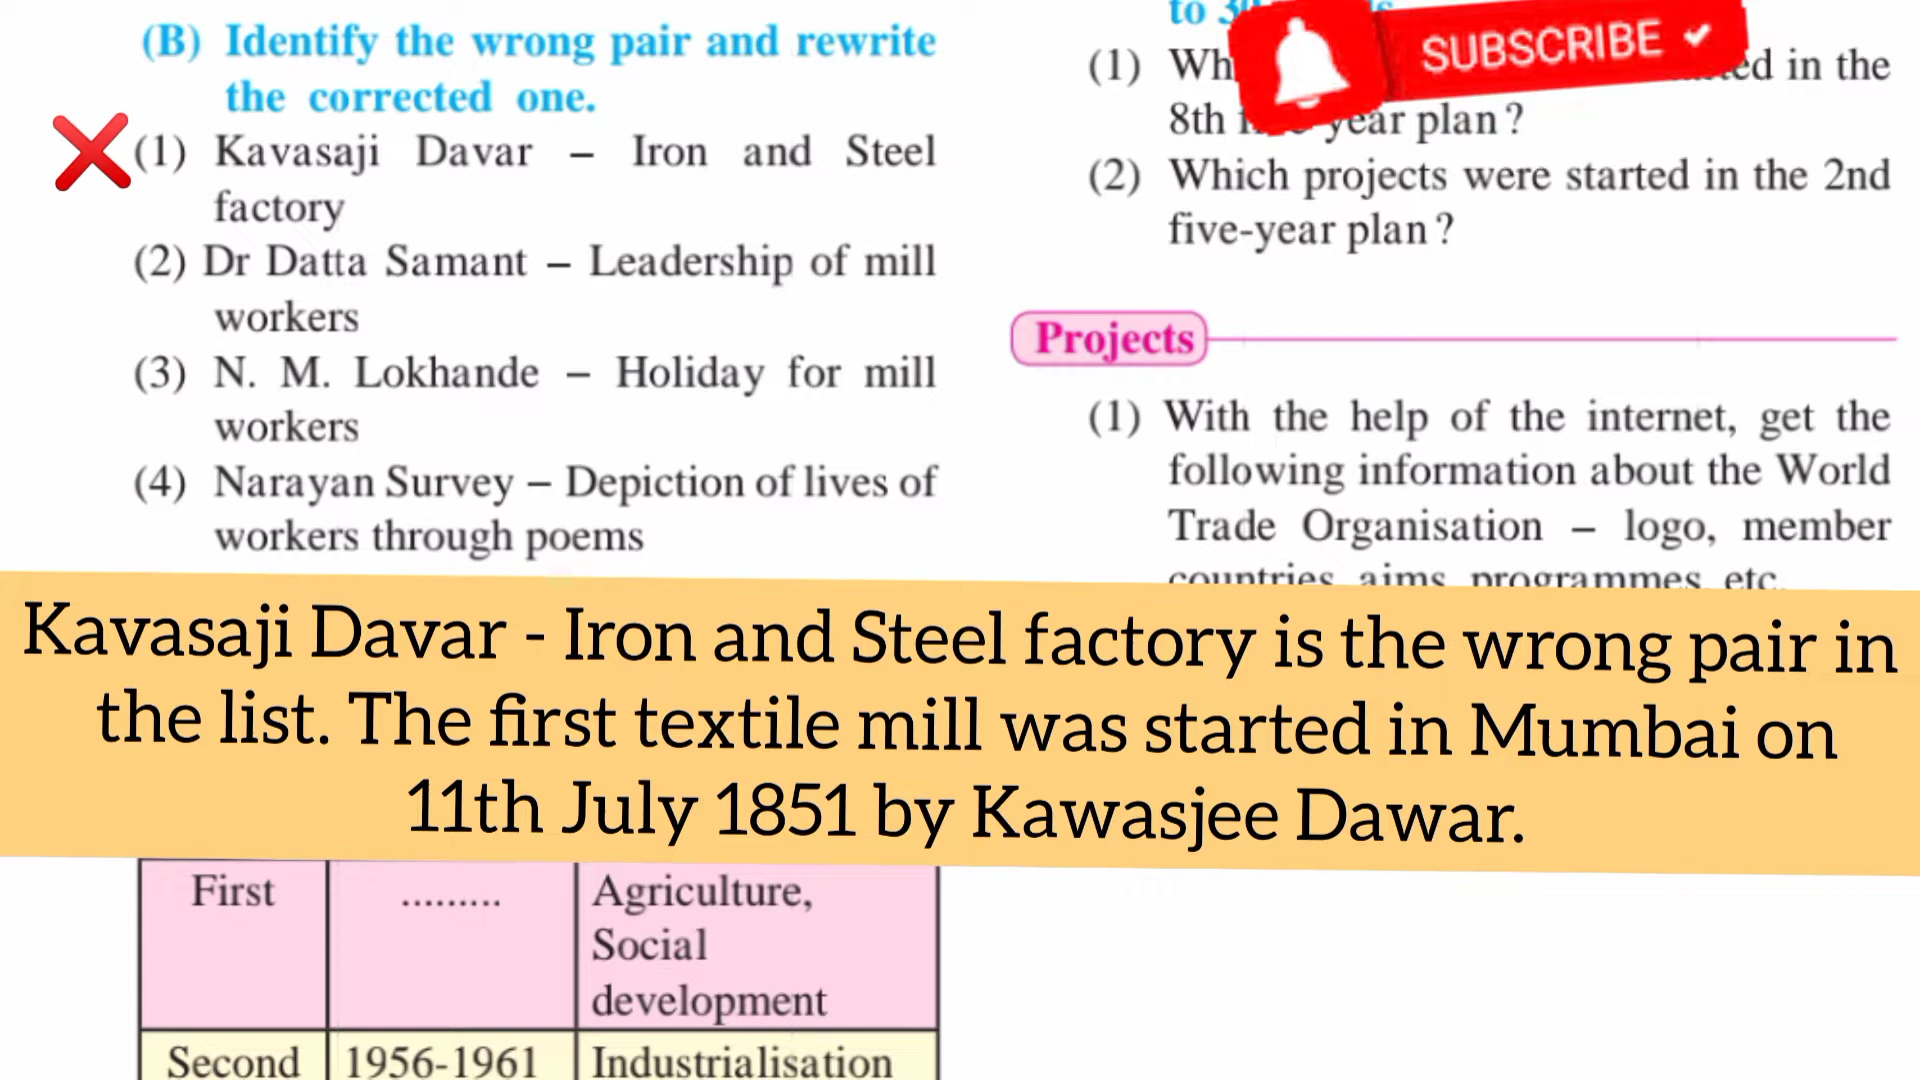 (B) Identify the wrong pair and rewrite
the corrected one.
(1) Kavasaji Davar – Iron and Steel
factory
(2) Dr Datta Samant – Leadership of mill
workers
(3) N. M. Lokhande – Holiday for mill
workers
(4) Narayan Survey – Depiction of lives of
workers through poems
to
SUBSCRIBE
(1) in the
8th year plan ?
(2) Which projects were started in the 2nd
five-year plan ?
Projects
(1) With the help of the internet, get the
following information about the World
Trade Organisation – logo, member
countries aims programmes etc.
Kavasaji Davar - Iron and Steel factory is the wrong pair in
the list. The first textile mill was started in Mumbai on
11th July 1851 by Kawasjee Dawar.
First ......... Agriculture,
Social
development
Second 1956-1961 Industrialisation